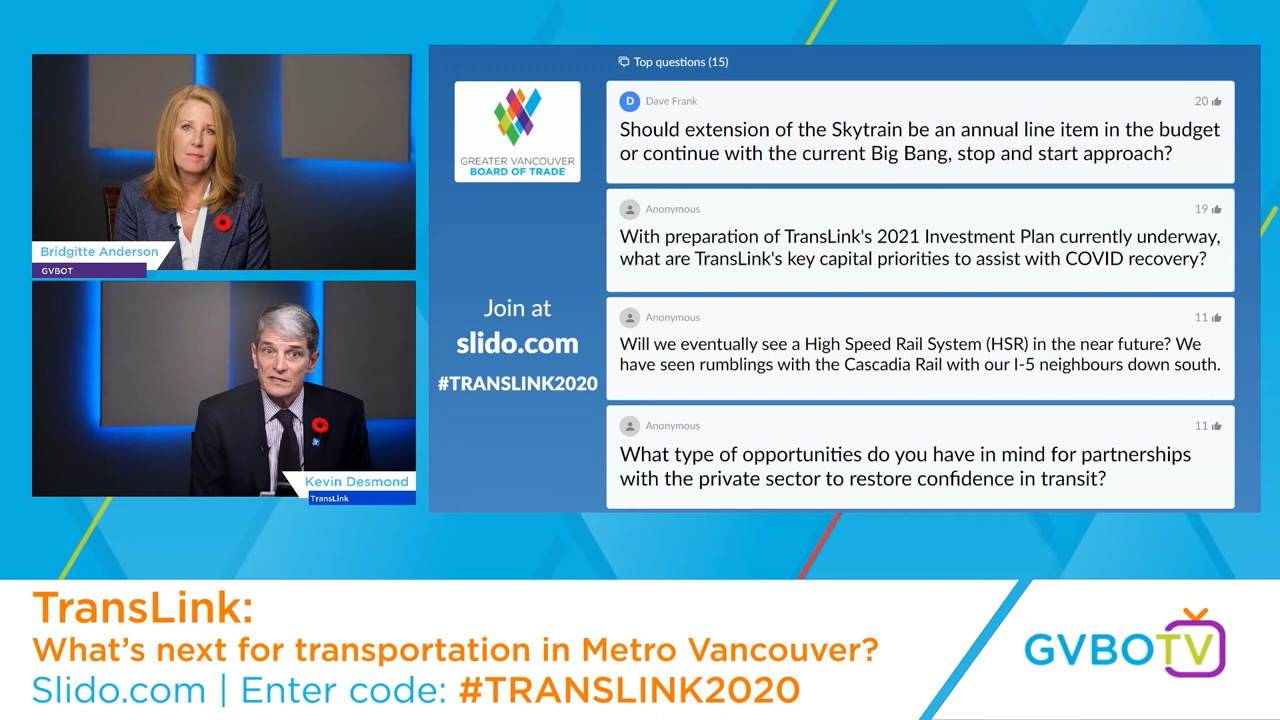 Bridgitte Anderson
GVBOT
Kevin Desmond
TransLink
GREATER VANCOUVER
BOARD OF TRADE
Join at
slido.com
#TRANSLINK2020
Top questions (15)
D Dave Frank 20
Should extension of the Skytrain be an annual line item in the budget
or continue with the current Big Bang, stop and start approach?
Anonymous 19
With preparation of TransLink's 2021 Investment Plan currently underway,
what are TransLink's key capital priorities to assist with COVID recovery?
Anonymous 11
Will we eventually see a High Speed Rail System (HSR) in the near future? We
have seen rumblings with the Cascadia Rail with our I-5 neighbours down south.
Anonymous 11
What type of opportunities do you have in mind for partnerships
with the private sector to restore confidence in transit?
TransLink:
What's next for transportation in Metro Vancouver?
Slido.com | Enter code: #TRANSLINK2020
GVBOTV